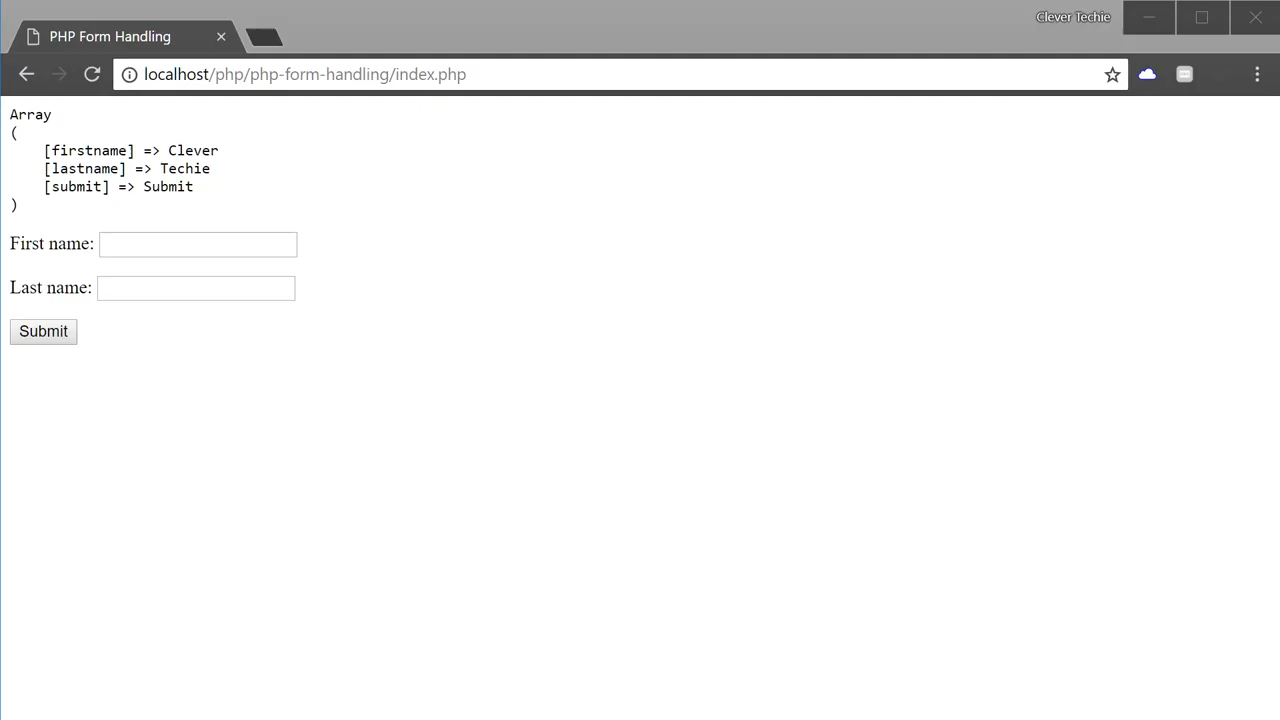 Clever Techie
PHP Form Handling
localhost/php/php-form-handling/index.php
Array
(
    [firstname] => Clever
    [lastname] => Techie
    [submit] => Submit
)
First name:
Last name:
Submit